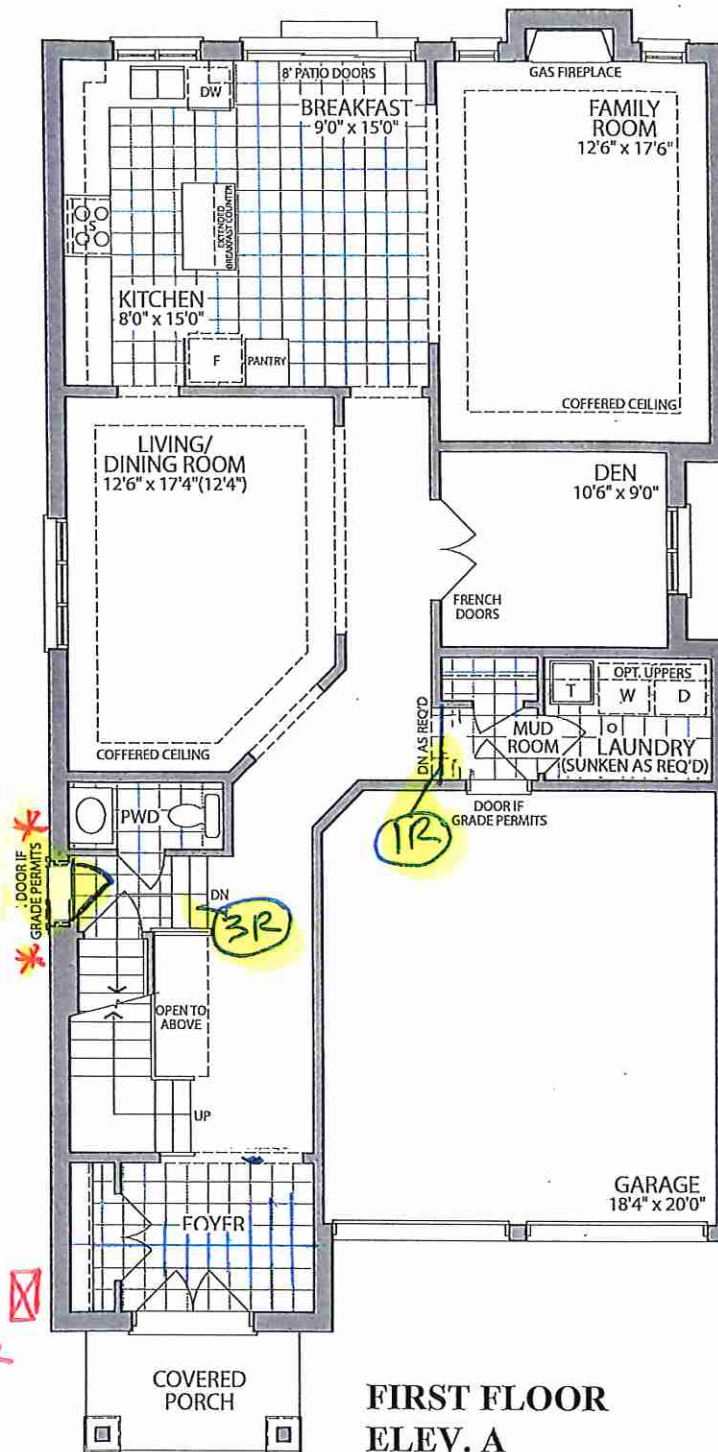 8' PATIO DOORS
GAS FIREPLACE
DW
BREAKFAST
9'0" x 15'0"
FAMILY
ROOM
12'6" x 17'6"
S
EXTENDED
BREAKFAST COUNTER
KITCHEN
8'0" x 15'0"
F
PANTRY
COFFERED CEILING
LIVING/
DINING ROOM
12'6" x 17'4"(12'4")
DEN
10'6" x 9'0"
FRENCH
DOORS
OPT. UPPERS
T
W
D
DN AS REQ'D
MUD
ROOM
LAUNDRY
(SUNKEN AS REQ'D)
COFFERED CEILING
PWD
DOOR IF
GRADE PERMITS
1R
DOOR IF
GRADE PERMITS
DN
3R
OPEN TO
ABOVE
UP
GARAGE
18'4" x 20'0"
FOYER
COVERED
PORCH
FIRST FLOOR
ELEV. A